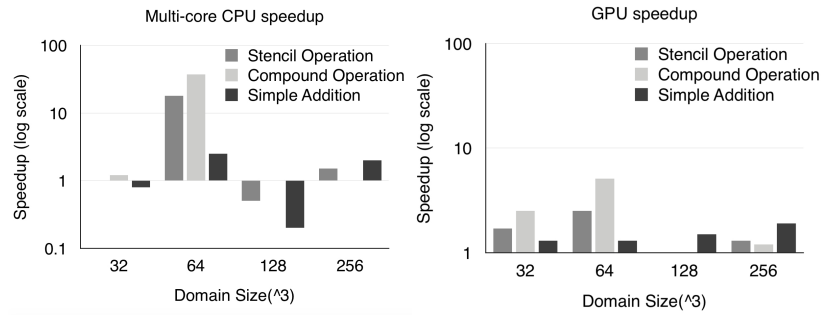 Multi-core CPU speedup
100
10
1
0.1
Speedup (log scale)
Stencil Operation
Compound Operation
Simple Addition
32 64 128 256
Domain Size(^3)
GPU speedup
100
10
1
Speedup (log scale)
Stencil Operation
Compound Operation
Simple Addition
32 64 128 256
Domain Size(^3)